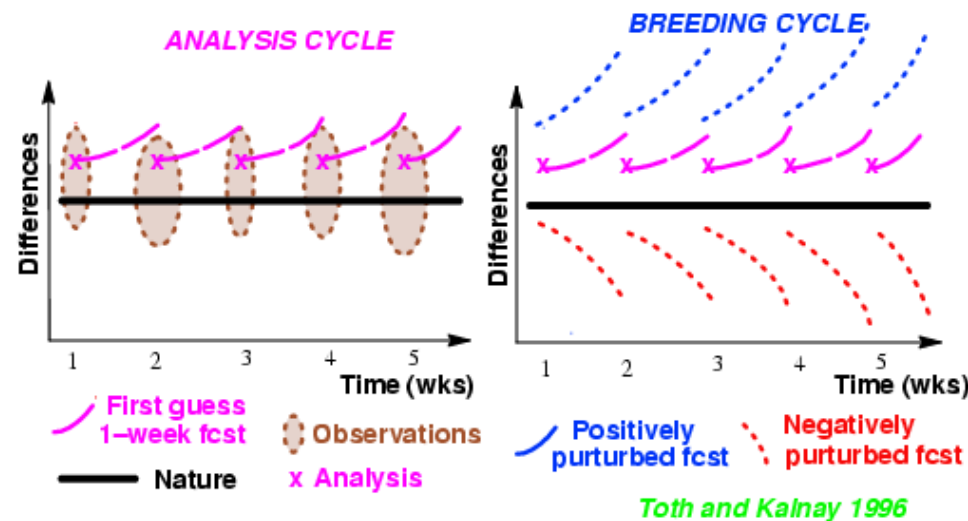 ANALYSIS CYCLE
Differences
x x x x x
1 2 3 4 5
Time (wks)
First guess
1–week fcst
Observations
Nature
x Analysis
BREEDING CYCLE
Differences
x x x x x
1 2 3 4 5
Time (wks)
Positively
purturbed fcst
Negatively
purturbed fcst
Toth and Kalnay 1996